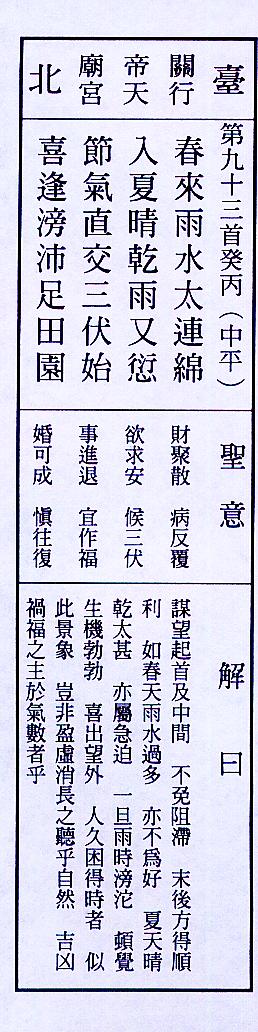 臺北
關行天宮
帝天廟宮
第九十三首癸丙（中平）
春來雨水太連綿
入夏晴乾雨又愆
節氣直交三伏始
喜逢滂沛足田園
聖意
財聚散　病反覆
欲求安　候三伏
事進退　宜作福
婚可成　慎往復
解曰
謀望起首及中間　不免阻滯　末後方得順
利　如春天雨水過多　亦不為好　夏天晴
乾太甚　亦屬急迫　一旦雨時滂沱　頓覺
生機勃勃　喜出望外　人久困得時者　似
此景象　豈非盈虛消長之聽乎自然　吉凶
禍福之主於氣數者乎